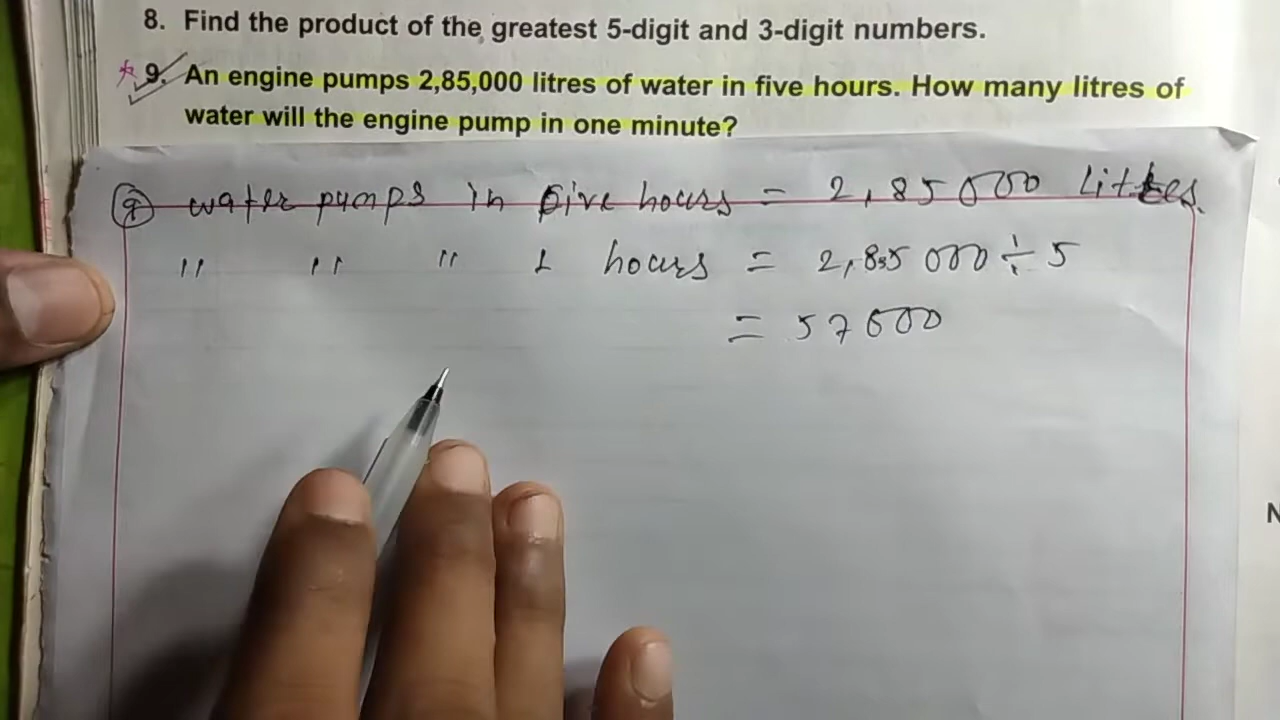 8. Find the product of the greatest 5-digit and 3-digit numbers.
* 9. An engine pumps 2,85,000 litres of water in five hours. How many litres of
water will the engine pump in one minute?
9 water pumps in five hours = 2,85000 Litres.
" " " 1 hours = 2,85000 ÷ 5
= 57000
N